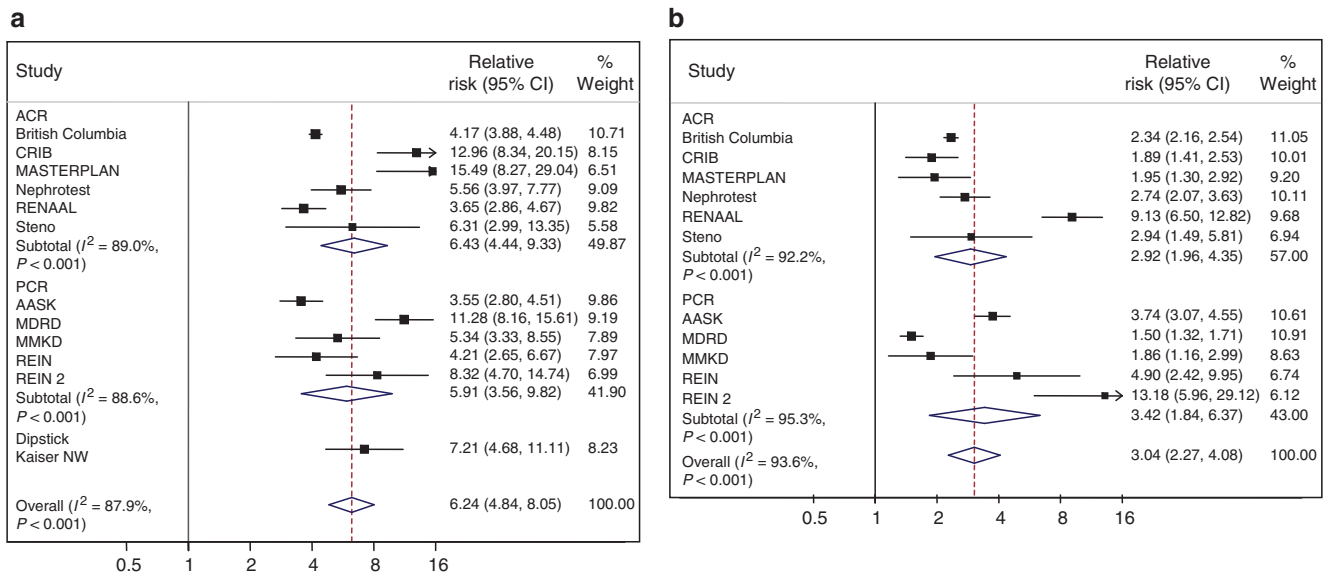 a
Study Relative risk (95% CI) % Weight
ACR
British Columbia 4.17 (3.88, 4.48) 10.71
CRIB 12.96 (8.34, 20.15) 8.15
MASTERPLAN 15.49 (8.27, 29.04) 6.51
Nephrotest 5.56 (3.97, 7.77) 9.09
RENAAL 3.65 (2.86, 4.67) 9.82
Steno 6.31 (2.99, 13.35) 5.58
Subtotal (I² = 89.0%, 6.43 (4.44, 9.33) 49.87
P < 0.001)
PCR
AASK 3.55 (2.80, 4.51) 9.86
MDRD 11.28 (8.16, 15.61) 9.19
MMKD 5.34 (3.33, 8.55) 7.89
REIN 4.21 (2.65, 6.67) 7.97
REIN 2 8.32 (4.70, 14.74) 6.99
Subtotal (I² = 88.6%, 5.91 (3.56, 9.82) 41.90
P < 0.001)
Dipstick
Kaiser NW 7.21 (4.68, 11.11) 8.23
Overall (I² = 87.9%, 6.24 (4.84, 8.05) 100.00
P < 0.001)
0.5 1 2 4 8 16
b
Study Relative risk (95% CI) % Weight
ACR
British Columbia 2.34 (2.16, 2.54) 11.05
CRIB 1.89 (1.41, 2.53) 10.01
MASTERPLAN 1.95 (1.30, 2.92) 9.20
Nephrotest 2.74 (2.07, 3.63) 10.11
RENAAL 9.13 (6.50, 12.82) 9.68
Steno 2.94 (1.49, 5.81) 6.94
Subtotal (I² = 92.2%, 2.92 (1.96, 4.35) 57.00
P < 0.001)
PCR
AASK 3.74 (3.07, 4.55) 10.61
MDRD 1.50 (1.32, 1.71) 10.91
MMKD 1.86 (1.16, 2.99) 8.63
REIN 4.90 (2.42, 9.95) 6.74
REIN 2 13.18 (5.96, 29.12) 6.12
Subtotal (I² = 95.3%, 3.42 (1.84, 6.37) 43.00
P < 0.001)
Overall (I² = 93.6%, 3.04 (2.27, 4.08) 100.00
P < 0.001)
0.5 1 2 4 8 16